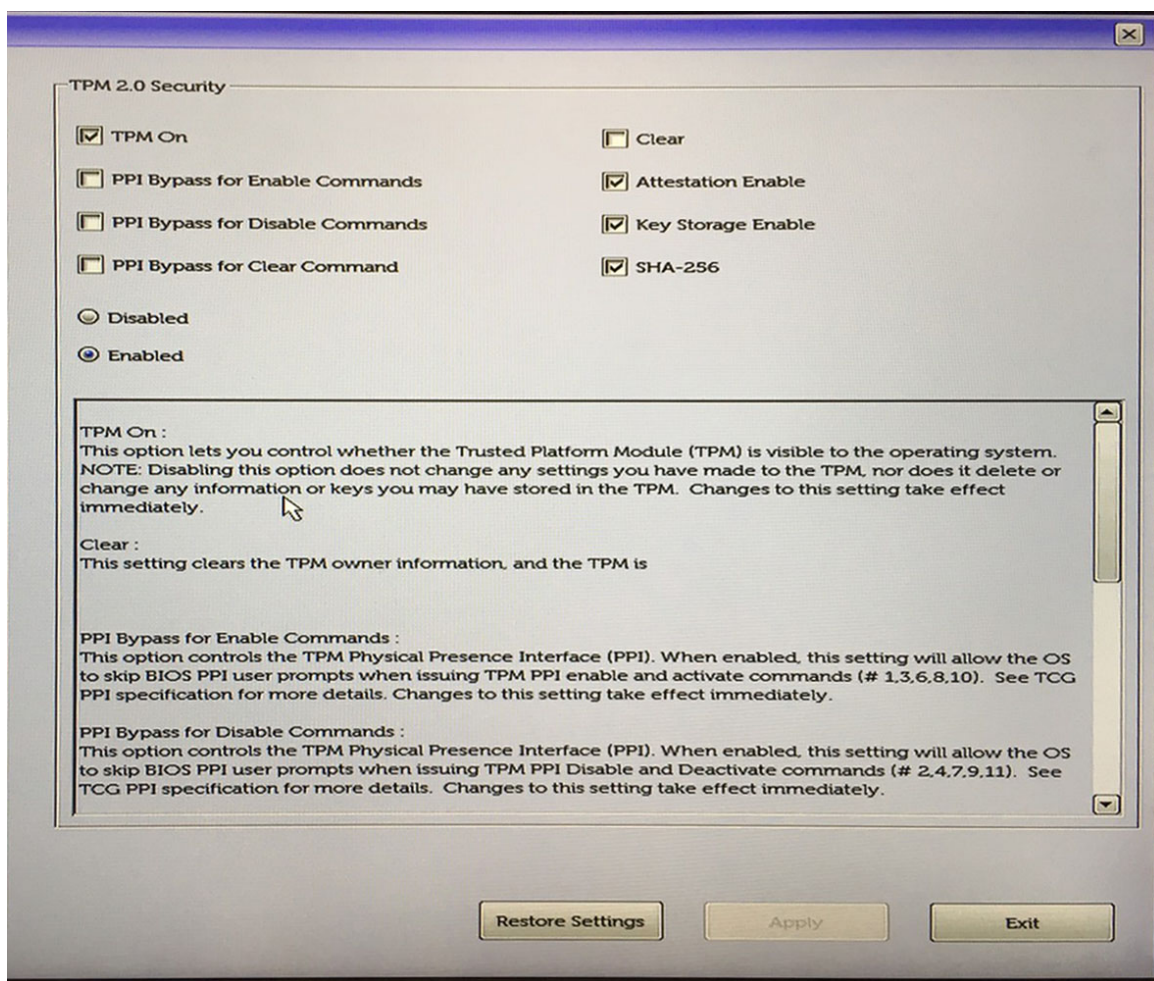 TPM 2.0 Security
TPM On
Clear
PPI Bypass for Enable Commands
Attestation Enable
PPI Bypass for Disable Commands
Key Storage Enable
PPI Bypass for Clear Command
SHA-256
Disabled
Enabled
TPM On :
This option lets you control whether the Trusted Platform Module (TPM) is visible to the operating system.
NOTE: Disabling this option does not change any settings you have made to the TPM, nor does it delete or
change any information or keys you may have stored in the TPM. Changes to this setting take effect
immediately.
Clear :
This setting clears the TPM owner information, and the TPM is
PPI Bypass for Enable Commands :
This option controls the TPM Physical Presence Interface (PPI). When enabled, this setting will allow the OS
to skip BIOS PPI user prompts when issuing TPM PPI enable and activate commands (# 1,3,6,8,10). See TCG
PPI specification for more details. Changes to this setting take effect immediately.
PPI Bypass for Disable Commands :
This option controls the TPM Physical Presence Interface (PPI). When enabled, this setting will allow the OS
to skip BIOS PPI user prompts when issuing TPM PPI Disable and Deactivate commands (# 2,4,7,9,11). See
TCG PPI specification for more details. Changes to this setting take effect immediately.
Restore Settings
Apply
Exit